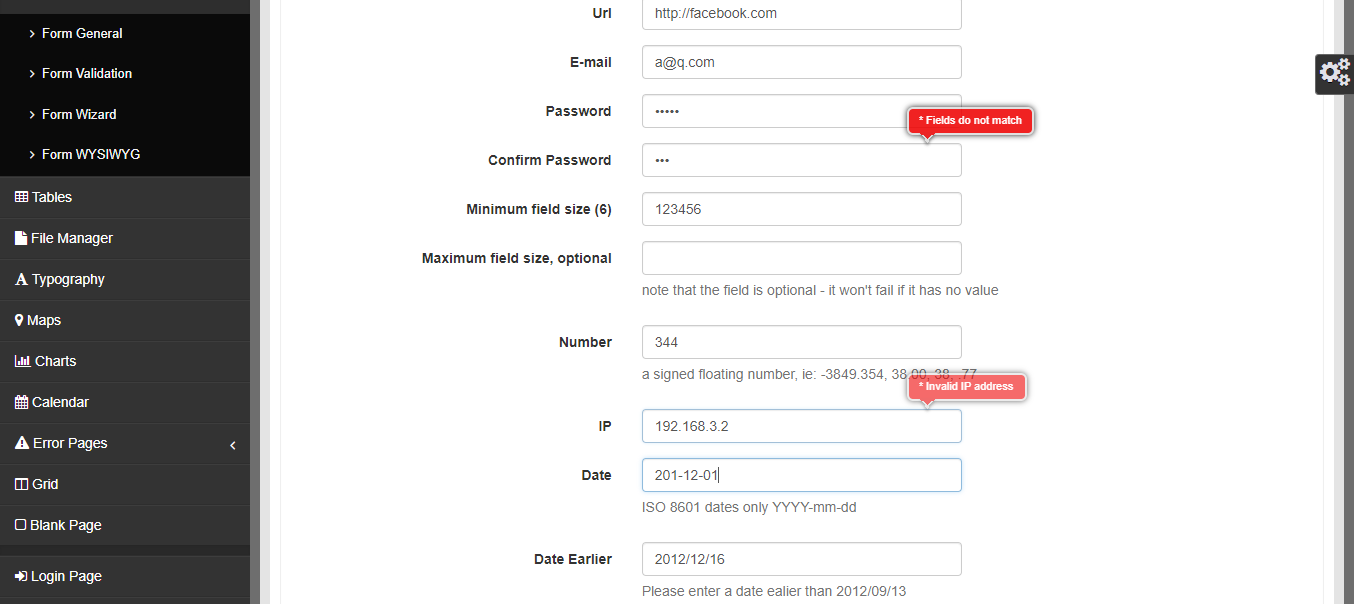 Form General
Form Validation
Form Wizard
Form WYSIWYG
Tables
File Manager
Typography
Maps
Charts
Calendar
Error Pages
Grid
Blank Page
Login Page
Url
http://facebook.com
E-mail
a@q.com
Password
•••••
* Fields do not match
Confirm Password
•••
Minimum field size (6)
123456
Maximum field size, optional
note that the field is optional - it won't fail if it has no value
Number
344
a signed floating number, ie: -3849.354, 38.00, 38, .77
* Invalid IP address
IP
192.168.3.2
Date
201-12-01
ISO 8601 dates only YYYY-mm-dd
Date Earlier
2012/12/16
Please enter a date ealier than 2012/09/13